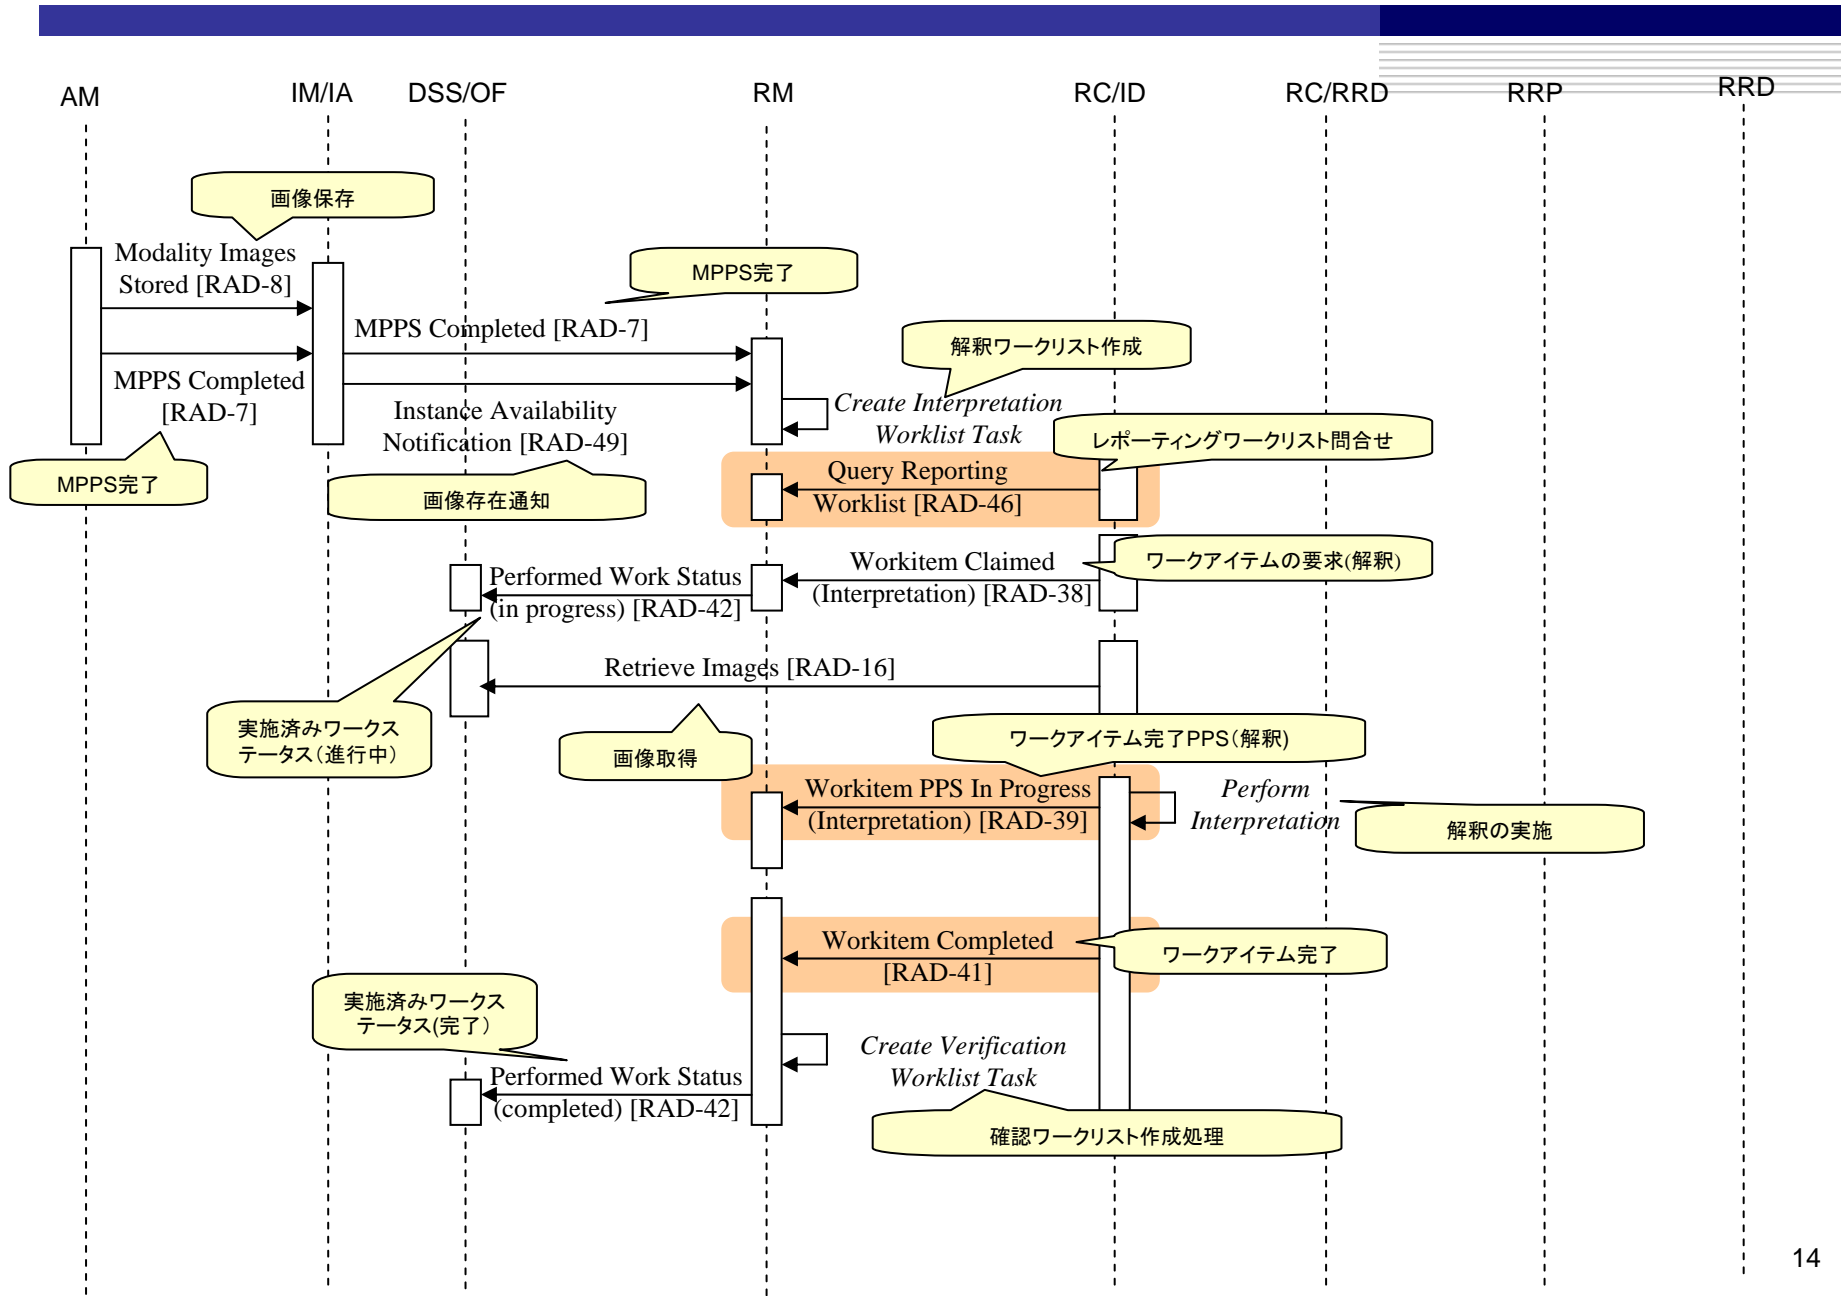 AM
IM/IA
DSS/OF
RM
RC/ID
RC/RRD
RRP
RRD
画像保存
Modality Images
Stored [RAD-8]
MPPS完了
MPPS Completed [RAD-7]
解釈ワークリスト作成
MPPS Completed
[RAD-7]
Instance Availability
Notification [RAD-49]
Create Interpretation
Worklist Task
レポーティングワークリスト問合せ
MPPS完了
画像存在通知
Query Reporting
Worklist [RAD-46]
Workitem Claimed
(Interpretation) [RAD-38]
ワークアイテムの要求(解釈)
Performed Work Status
(in progress) [RAD-42]
Retrieve Images [RAD-16]
実施済みワークス
テータス（進行中）
画像取得
ワークアイテム完了PPS（解釈)
Workitem PPS In Progress
(Interpretation) [RAD-39]
Perform
Interpretation
解釈の実施
Workitem Completed
[RAD-41]
ワークアイテム完了
実施済みワークス
テータス(完了）
Create Verification
Worklist Task
Performed Work Status
(completed) [RAD-42]
確認ワークリスト作成処理
14